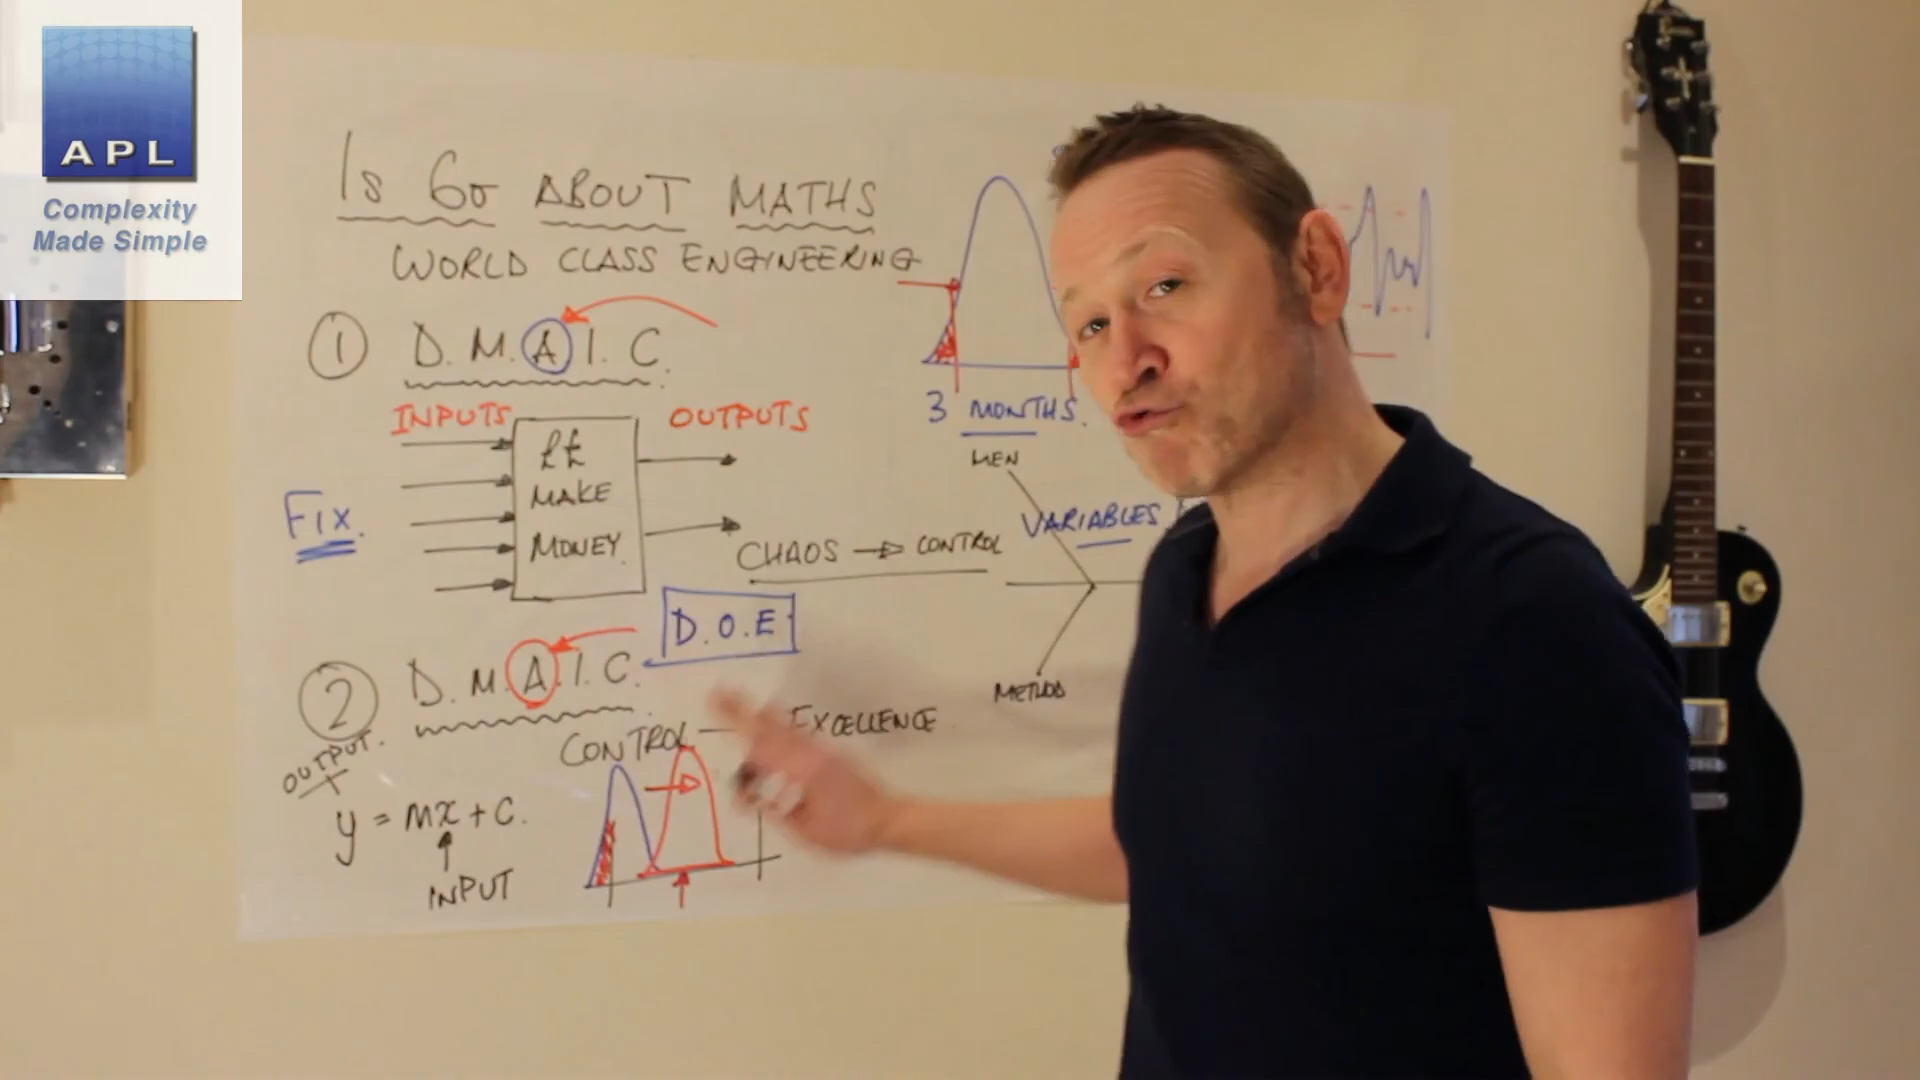 APL
Complexity
Made Simple
Is 6σ ABOUT MATHS
WORLD CLASS ENGINEERING
1 D.M.A.I.C.
INPUTS
OUTPUTS
££
MAKE
MONEY.
Fix.
3 MONTHS.
MEN
VARIABLES
CHAOS → CONTROL
METHOD
D.O.E
2 D.M.A.I.C.
CONTROL
EXCELLENCE
OUTPUT.
y = mx + c.
INPUT